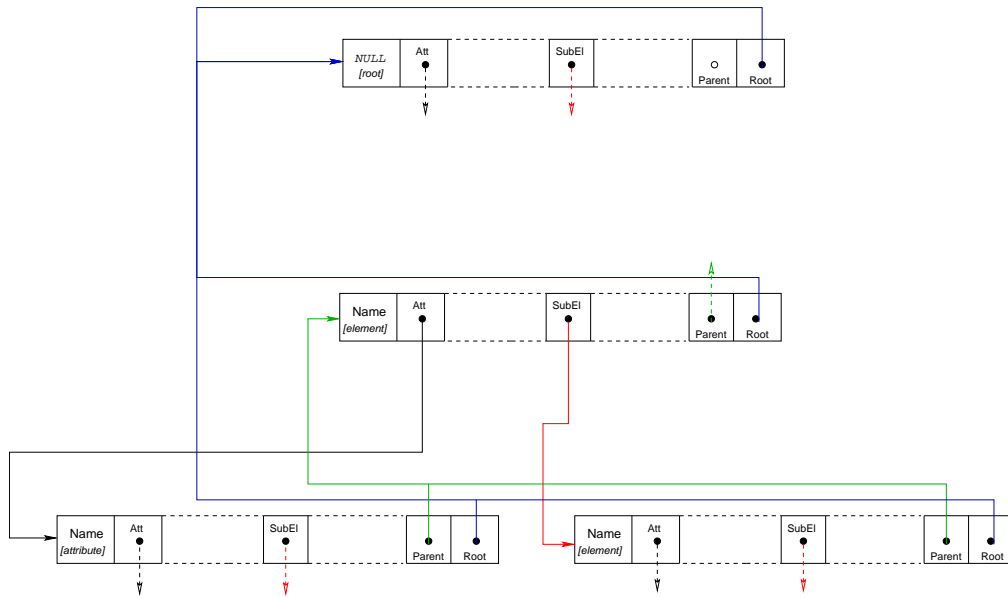 NULL
[root]
Att
SubEl
Parent
Root
Name
[element]
Att
SubEl
Parent
Root
Name
[attribute]
Att
SubEl
Parent
Root
Name
[element]
Att
SubEl
Parent
Root